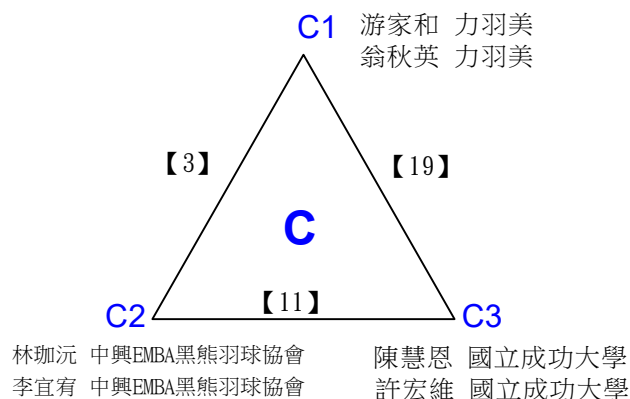 C1 游家和 力羽美
翁秋英 力羽美
【3】 【19】
C
【11】
C2 C3
林珈沅 中興EMBA黑熊羽球協會 陳慧恩 國立成功大學
李宜宥 中興EMBA黑熊羽球協會 許宏維 國立成功大學